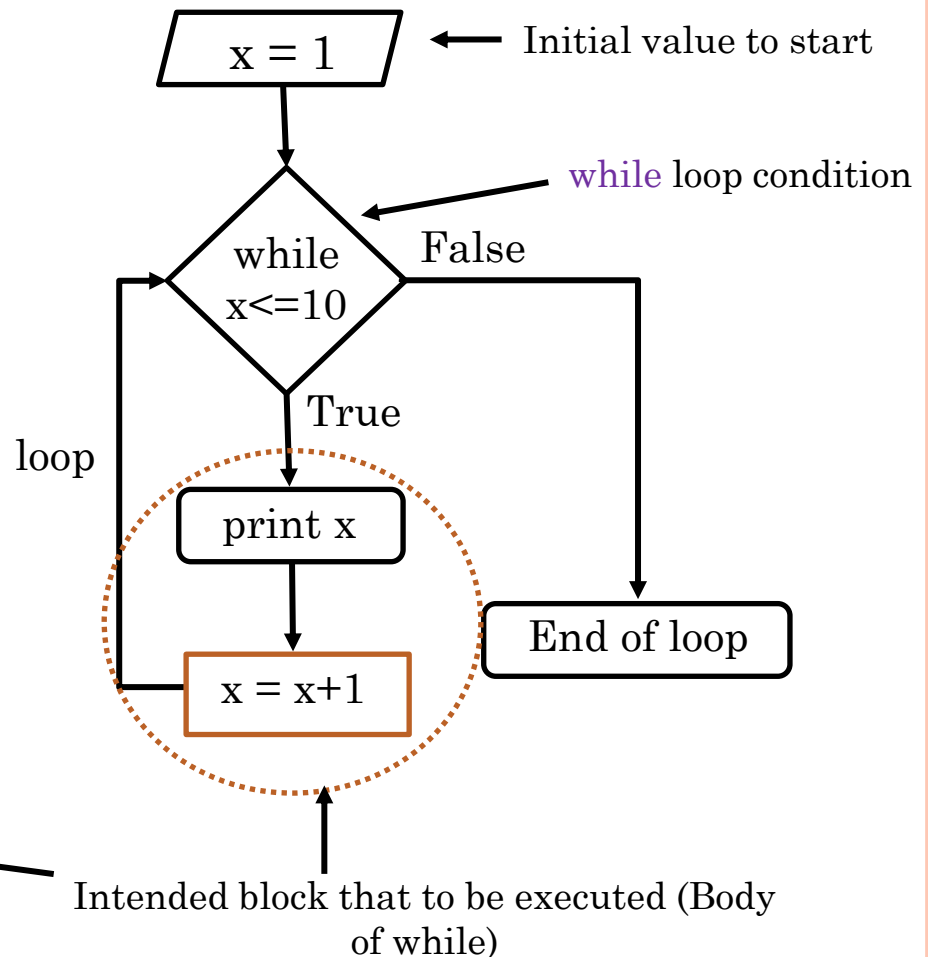 x = 1
Initial value to start
while loop condition
while
x<=10
False
True
loop
print x
End of loop
x = x+1
Intended block that to be executed (Body
of while)